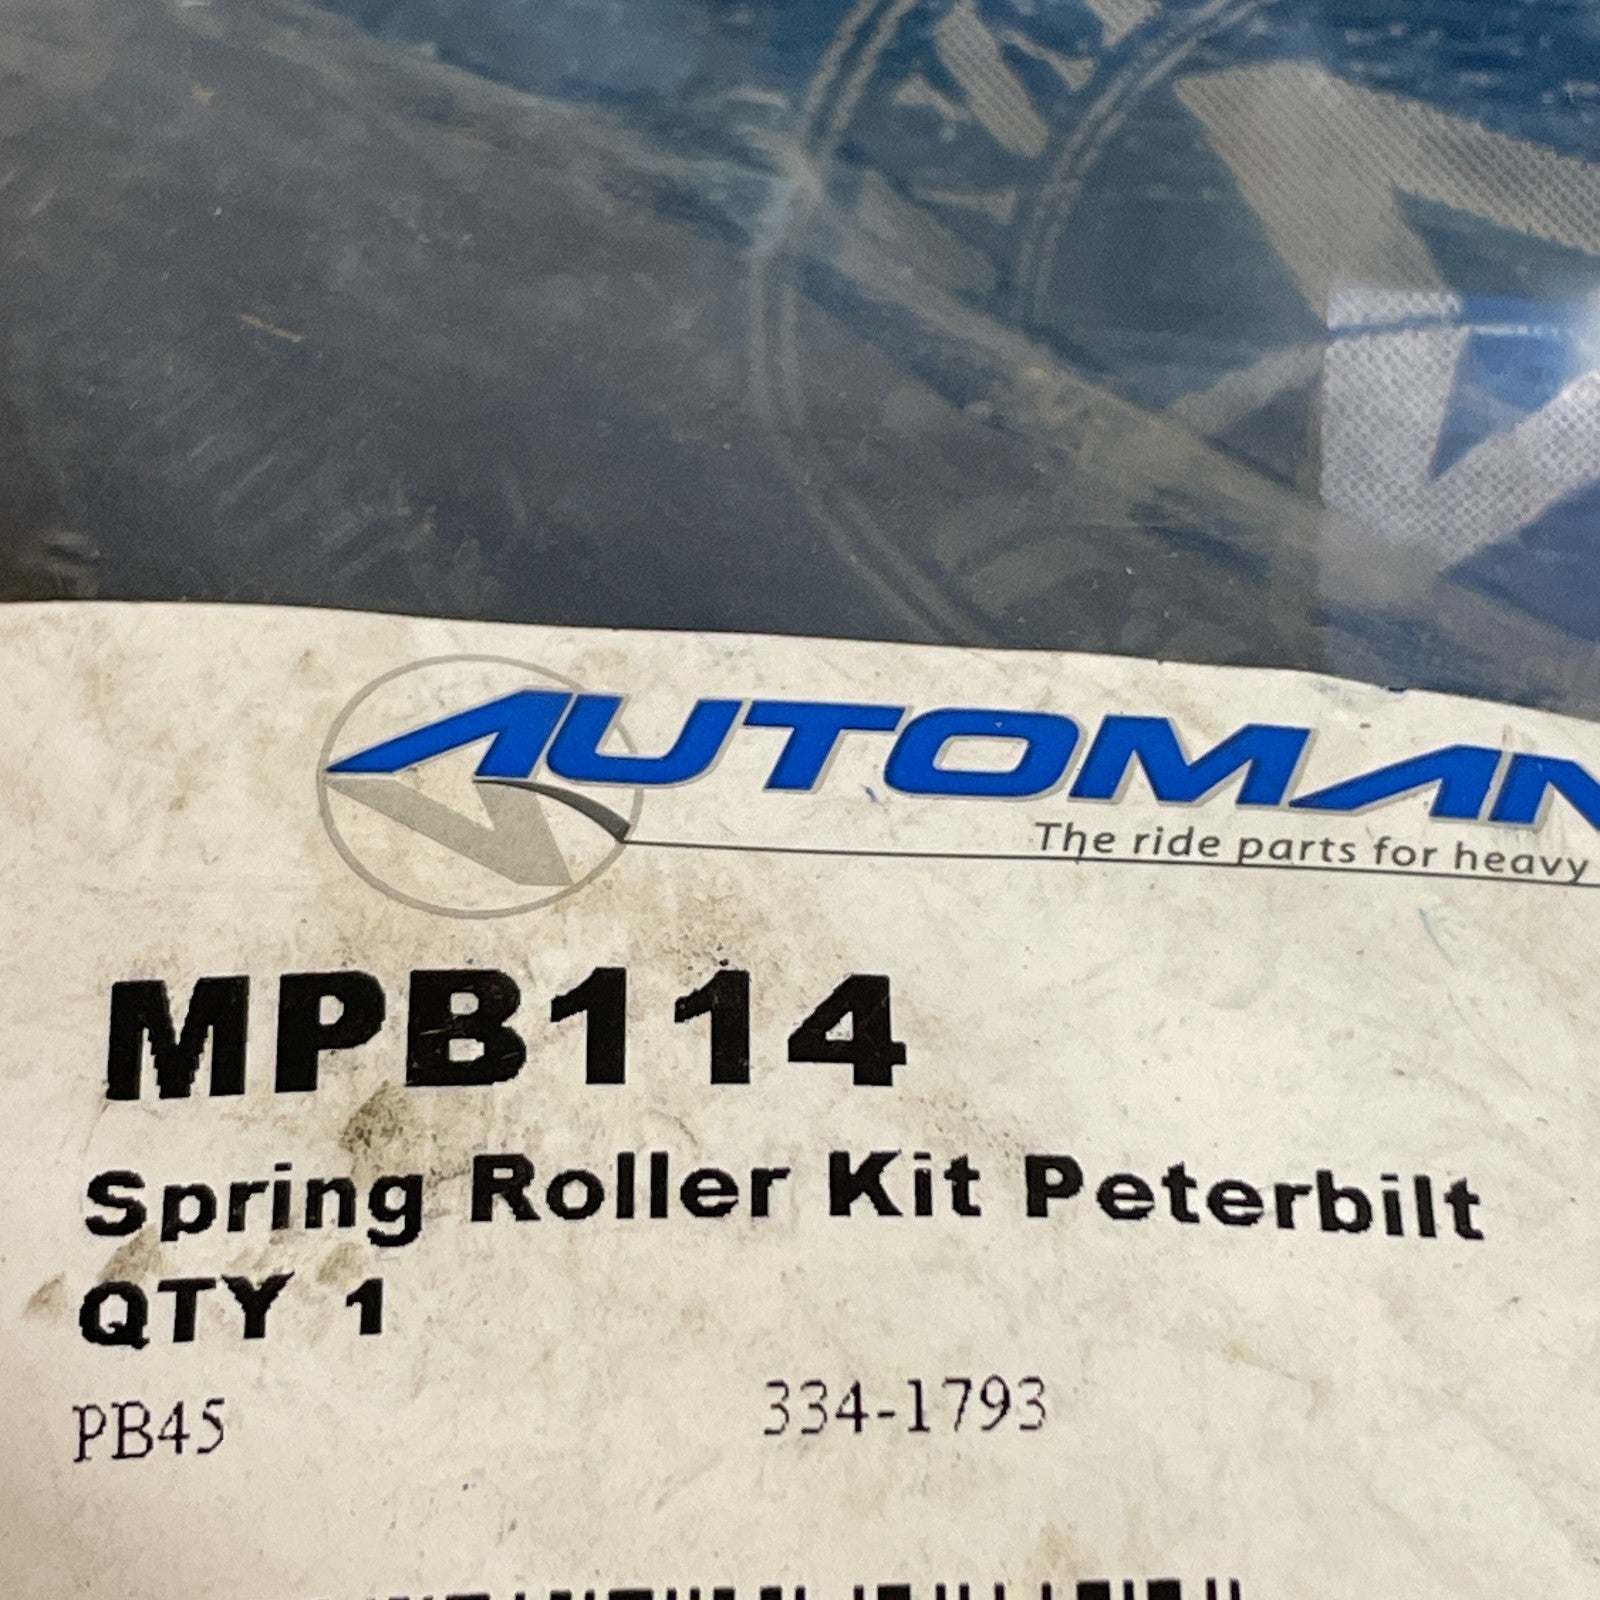 AUTOMAN
The ride parts for heavy
MPB114
Spring Roller Kit Peterbilt
QTY 1
PB45 334-1793